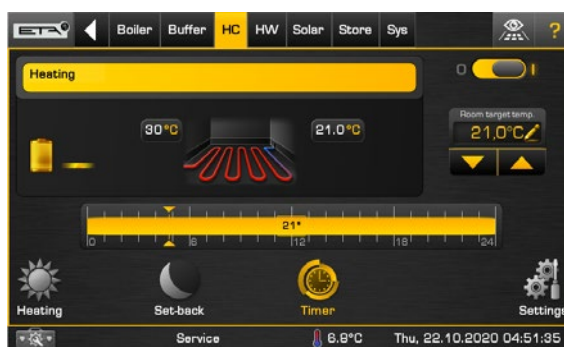 ETA Boiler Buffer HC HW Solar Store Sys ?
Heating
O I
30°C 21.0°C
Room target temp.
21,0°C
21°
0 6 12 18 24
Heating Set-back Timer Settings
Service 6.8°C Thu, 22.10.2020 04:51:35